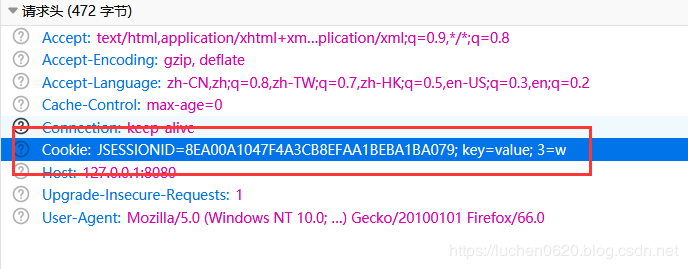 请求头 (472 字节)
Accept: text/html,application/xhtml+xm...plication/xml;q=0.9,*/*;q=0.8
Accept-Encoding: gzip, deflate
Accept-Language: zh-CN,zh;q=0.8,zh-TW;q=0.7,zh-HK;q=0.5,en-US;q=0.3,en;q=0.2
Cache-Control: max-age=0
Connection: keep-alive
Cookie: JSESSIONID=8EA00A1047F4A3CB8EFAA1BEBA1BA079; key=value; 3=w
Host: 127.0.0.1:8080
Upgrade-Insecure-Requests: 1
User-Agent: Mozilla/5.0 (Windows NT 10.0; ...) Gecko/20100101 Firefox/66.0
https://luchen0620.blog.csdn.net